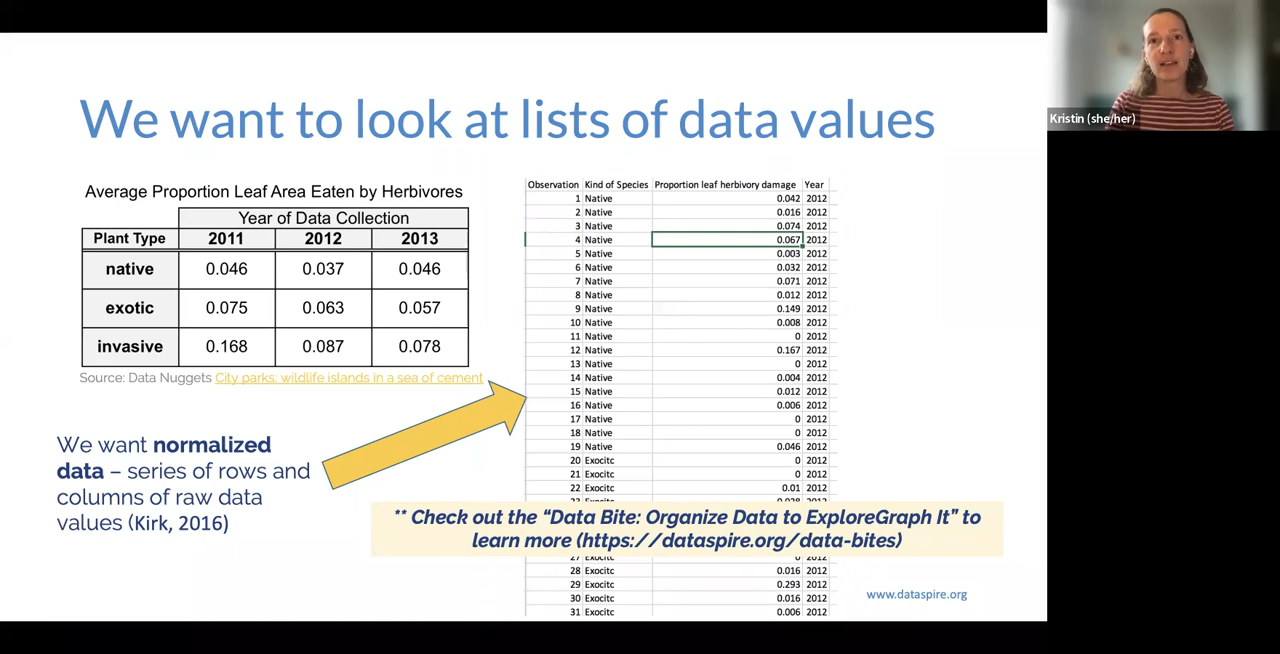 We want to look at lists of data values
Kristin (she/her)
Average Proportion Leaf Area Eaten by Herbivores
Year of Data Collection
Plant Type 2011 2012 2013
native 0.046 0.037 0.046
exotic 0.075 0.063 0.057
invasive 0.168 0.087 0.078
Source: Data Nuggets City parks: wildlife islands in a sea of cement
We want normalized
data – series of rows and
columns of raw data
values (Kirk, 2016)
Observation Kind of Species Proportion leaf herbivory damage Year
1 Native 0.042 2012
2 Native 0.016 2012
3 Native 0.074 2012
4 Native 0.067 2012
5 Native 0.003 2012
6 Native 0.032 2012
7 Native 0.071 2012
8 Native 0.012 2012
9 Native 0.149 2012
10 Native 0.008 2012
11 Native 0 2012
12 Native 0.167 2012
13 Native 0 2012
14 Native 0.004 2012
15 Native 0.012 2012
16 Native 0.006 2012
17 Native 0 2012
18 Native 0 2012
19 Native 0.046 2012
20 Exocitc 0 2012
21 Exocitc 0 2012
22 Exocitc 0.01 2012
** Check out the “Data Bite: Organize Data to ExploreGraph It” to
learn more (https://dataspire.org/data-bites)
27 Exocitc 0 2012
28 Exocitc 0.016 2012
29 Exocitc 0.293 2012
30 Exocitc 0.016 2012
31 Exocitc 0.006 2012
www.dataspire.org